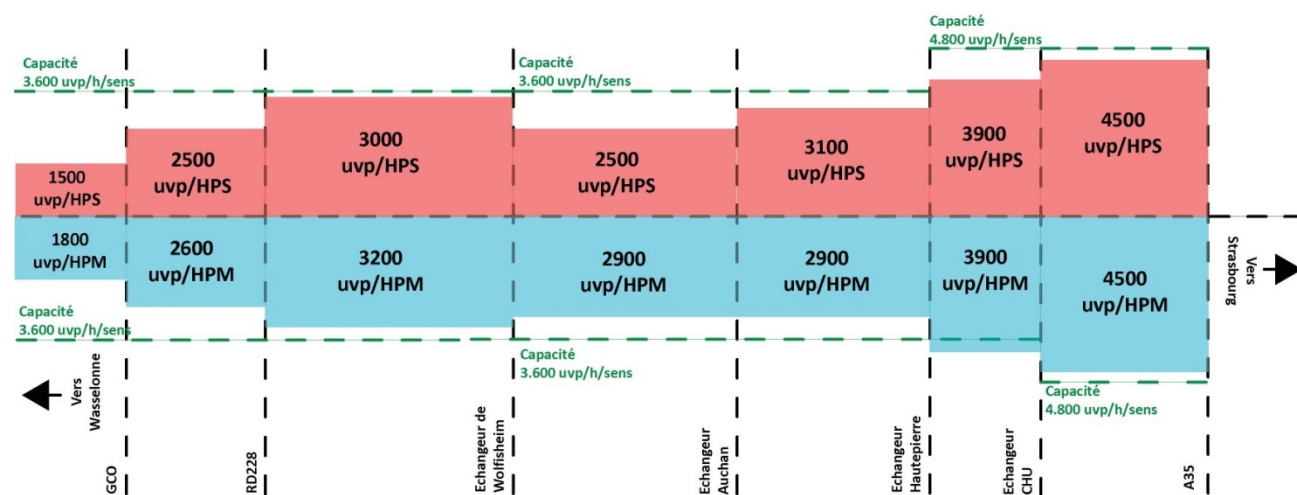 Capacité
4.800 uvp/h/sens
Capacité
3.600 uvp/h/sens
Capacité
3.600 uvp/h/sens
1500
uvp/HPS
2500
uvp/HPS
3000
uvp/HPS
2500
uvp/HPS
3100
uvp/HPS
3900
uvp/HPS
4500
uvp/HPS
1800
uvp/HPM
2600
uvp/HPM
3200
uvp/HPM
2900
uvp/HPM
2900
uvp/HPM
3900
uvp/HPM
4500
uvp/HPM
Vers
Strasbourg
Capacité
3.600 uvp/h/sens
Capacité
3.600 uvp/h/sens
Capacité
4.800 uvp/h/sens
Vers
Wasselonne
GCO
RD228
Echangeur de
Wolfisheim
Echangeur
Auchan
Echangeur
Hautepierre
Echangeur
CHU
A35